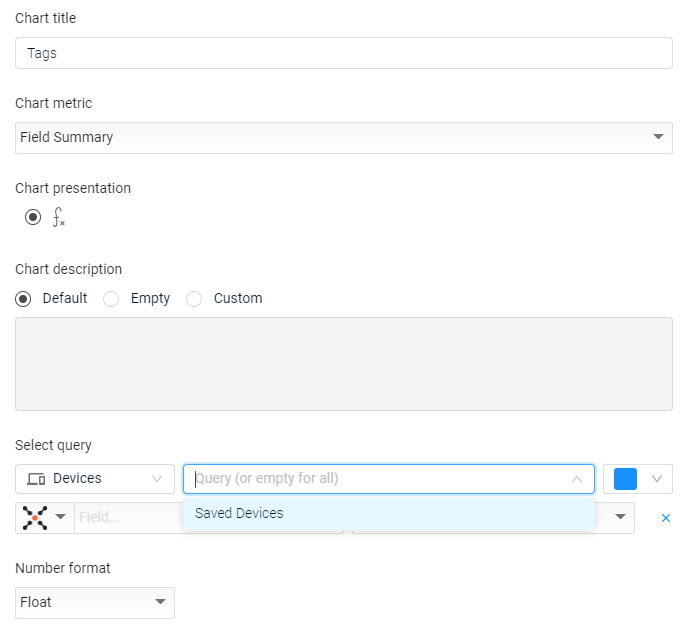 Chart title
Tags
Chart metric
Field Summary
Chart presentation
Chart description
Default Empty Custom
Select query
Devices Query (or empty for all)
Saved Devices
Field...
Number format
Float